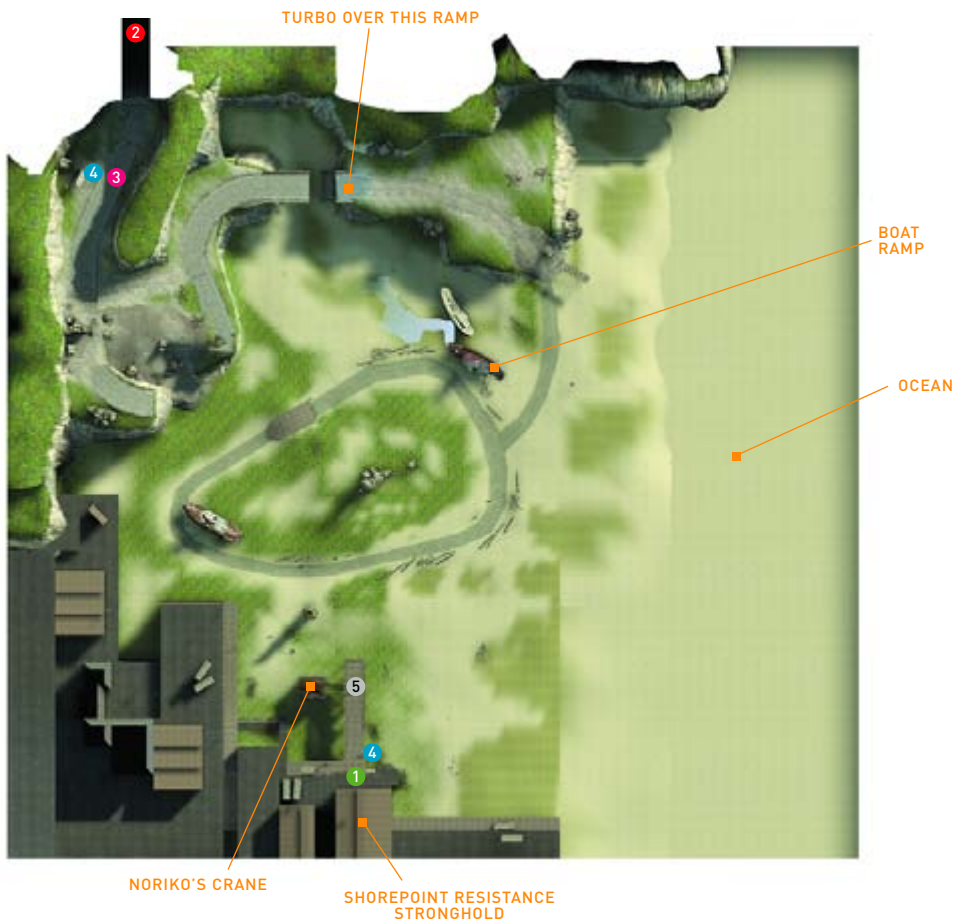 TURBO OVER THIS RAMP
2
4
3
BOAT
RAMP
OCEAN
5
4
1
NORIKO'S CRANE
SHOREPOINT RESISTANCE
STRONGHOLD